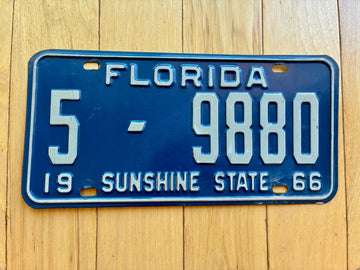 FLORIDA
5 - 9880
19 SUNSHINE STATE 66